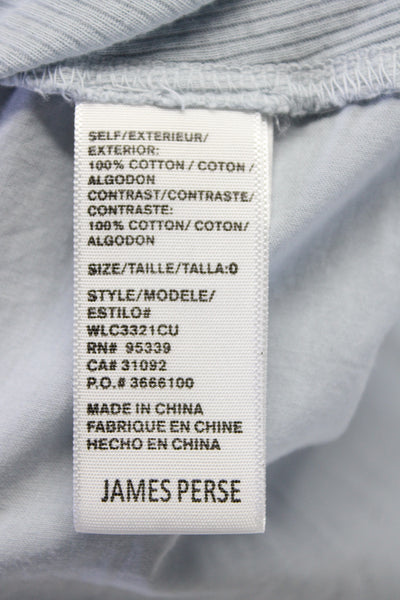 SELF/EXTERIEUR/
EXTERIOR:
100% COTTON / COTON /
ALGODON
CONTRAST/CONTRASTE/
CONTRASTE:
100% COTTON/ COTON/
ALGODON
SIZE/TAILLE/TALLA:0
STYLE/MODELE/
ESTILO#
WLC3321CU
RN# 95339
CA# 31092
P.O.# 3666100
MADE IN CHINA
FABRIQUE EN CHINE
HECHO EN CHINA
JAMES PERSE